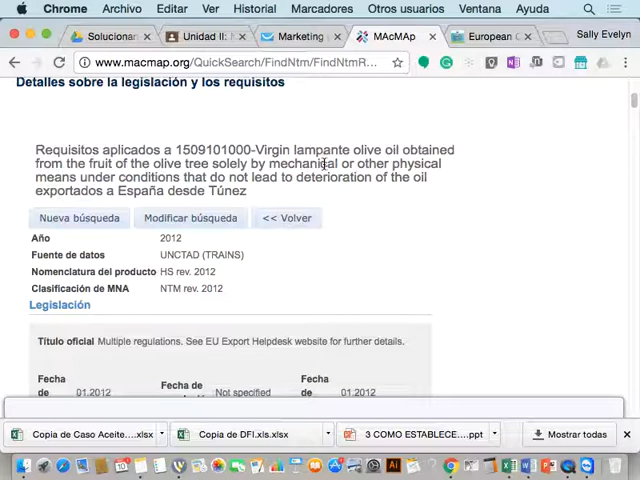 Chrome Archivo Editar Ver Historial Marcadores Otros usuarios Ventana Ayuda
Solucionar Unidad II: M Marketing MAcMAp European C Sally Evelyn
www.macmap.org/QuickSearch/FindNtm/FindNtmR...
Detalles sobre la legislación y los requisitos
Requisitos aplicados a 1509101000-Virgin lampante olive oil obtained
from the fruit of the olive tree solely by mechanical or other physical
means under conditions that do not lead to deterioration of the oil
exportados a España desde Túnez
Nueva búsqueda Modificar búsqueda << Volver
Año 2012
Fuente de datos UNCTAD (TRAINS)
Nomenclatura del producto HS rev. 2012
Clasificación de MNA NTM rev. 2012
Legislación
Título oficial Multiple regulations. See EU Export Helpdesk website for further details.
Fecha Fecha
de 01.2012 Fecha de Not specified de 01.2012
Copia de Caso Aceite....xlsx Copia de DFI.xls.xlsx 3 COMO ESTABLECE....ppt Mostrar todas